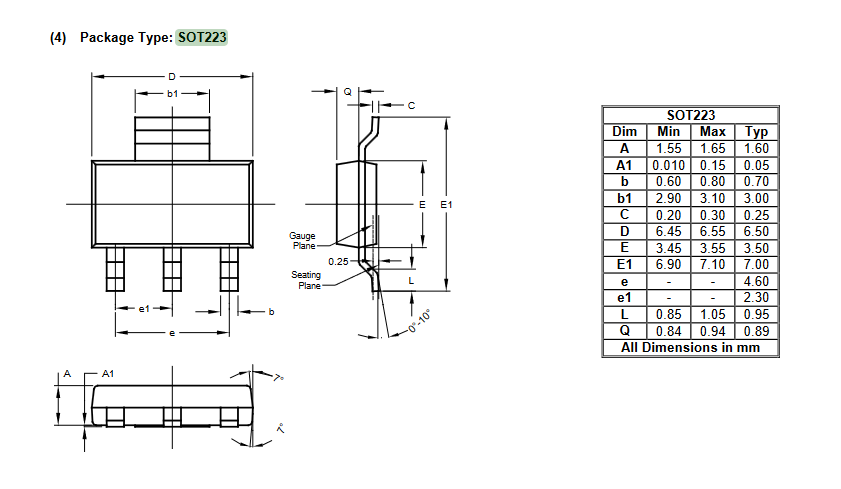 (4) Package Type: SOT223
D
b1
Q
C
E
E1
Gauge
Plane
0.25
Seating
Plane
L
e1
b
e
0°-10°
A
A1
7°
7°
SOT223
Dim Min Max Typ
A 1.55 1.65 1.60
A1 0.010 0.15 0.05
b 0.60 0.80 0.70
b1 2.90 3.10 3.00
C 0.20 0.30 0.25
D 6.45 6.55 6.50
E 3.45 3.55 3.50
E1 6.90 7.10 7.00
e - - 4.60
e1 - - 2.30
L 0.85 1.05 0.95
Q 0.84 0.94 0.89
All Dimensions in mm